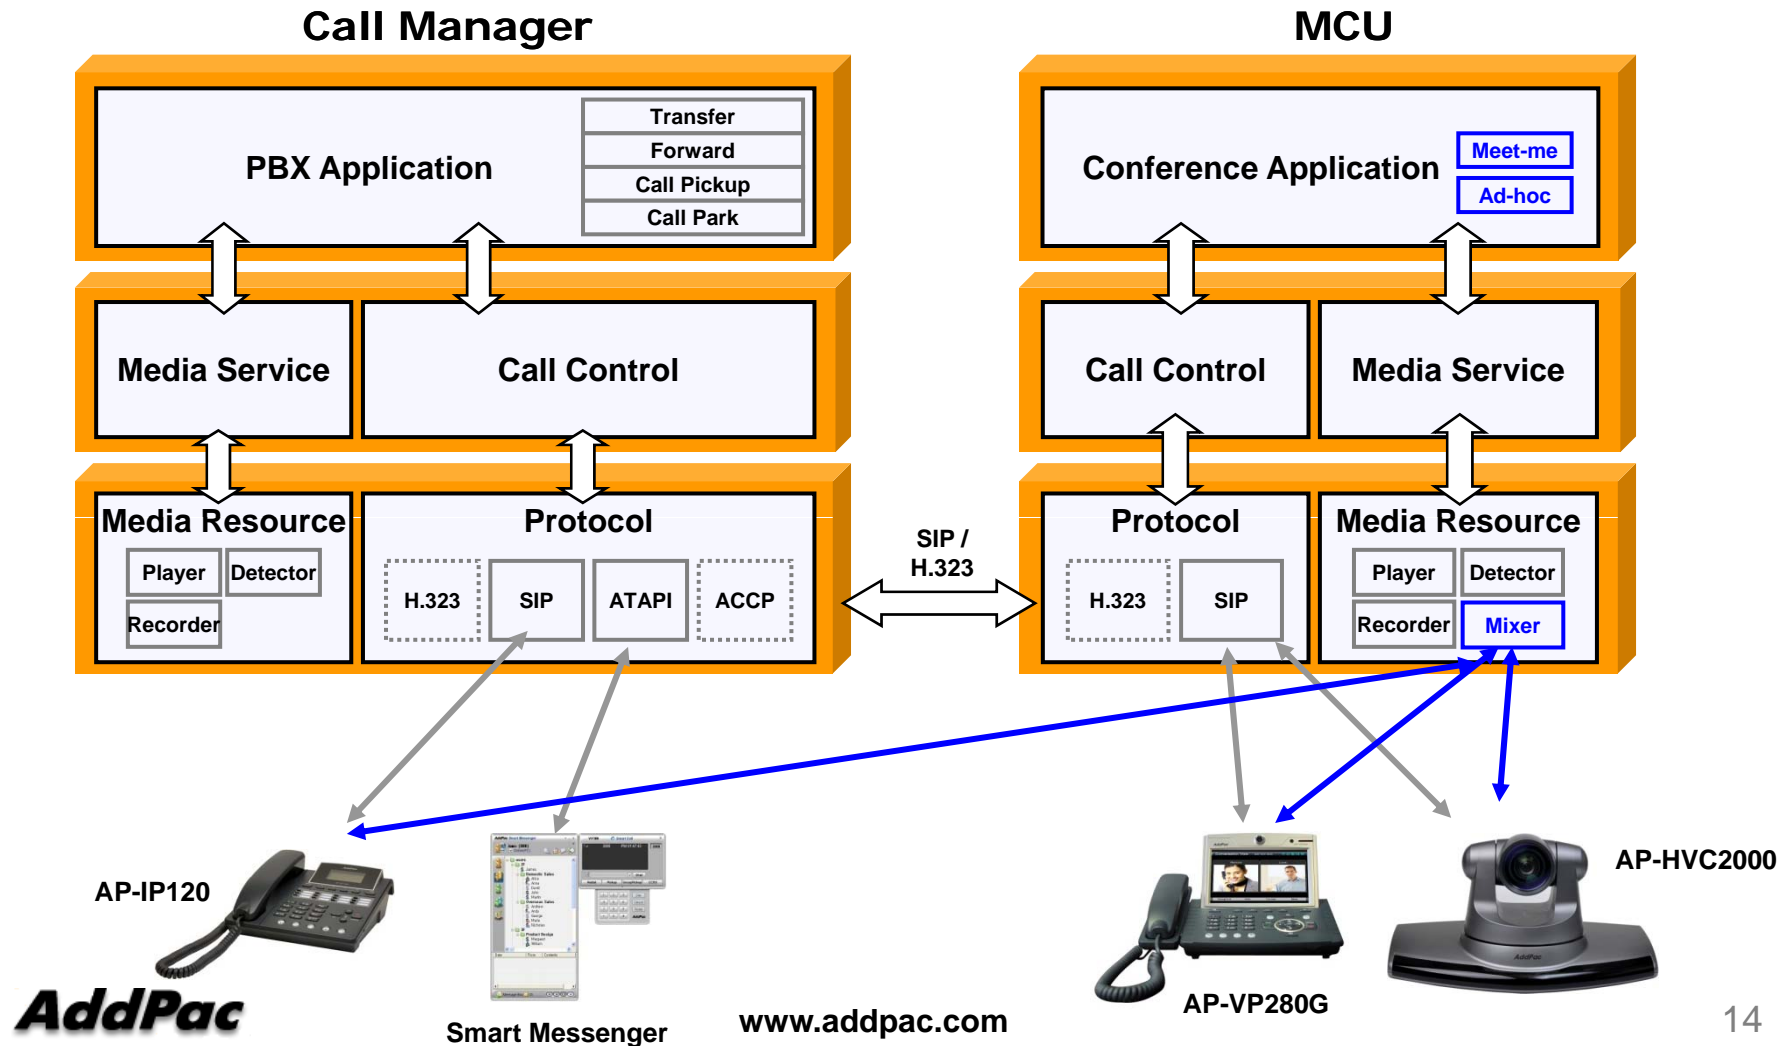 Call Manager
MCU
PBX Application
Transfer
Forward
Call Pickup
Call Park
Conference Application
Meet-me
Ad-hoc
Media Service
Call Control
Call Control
Media Service
Media Resource
Player
Detector
Recorder
Protocol
H.323
SIP
ATAPI
ACCP
SIP /
H.323
Protocol
H.323
SIP
Media Resource
Player
Detector
Recorder
Mixer
AP-IP120
Smart Messenger
AP-VP280G
AP-HVC2000
AddPac
AddPac
www.addpac.com
14